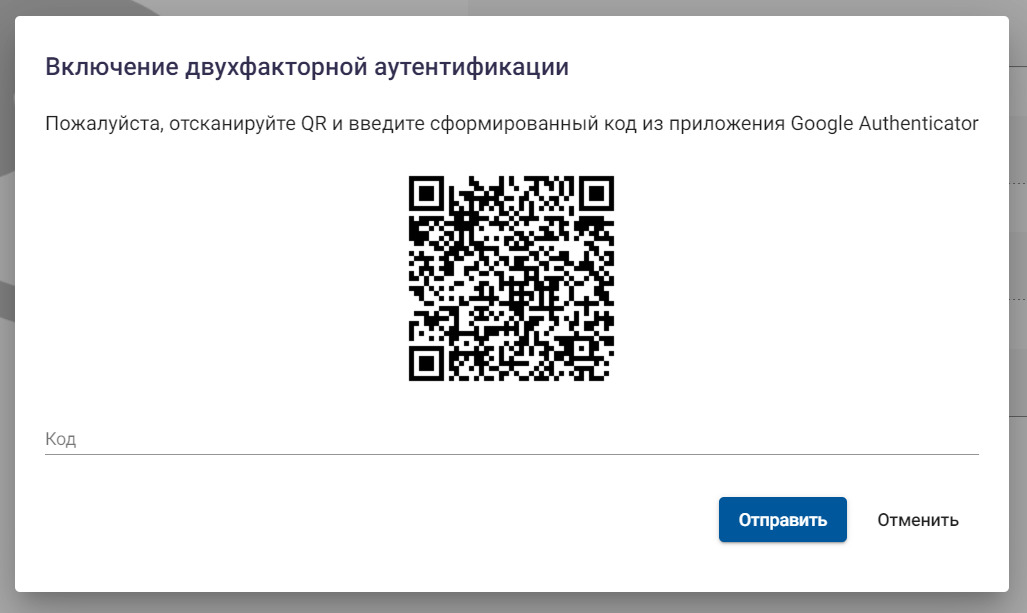 Включение двухфакторной аутентификации
Пожалуйста, отсканируйте QR и введите сформированный код из приложения Google Authenticator
Код
Отправить
Отменить